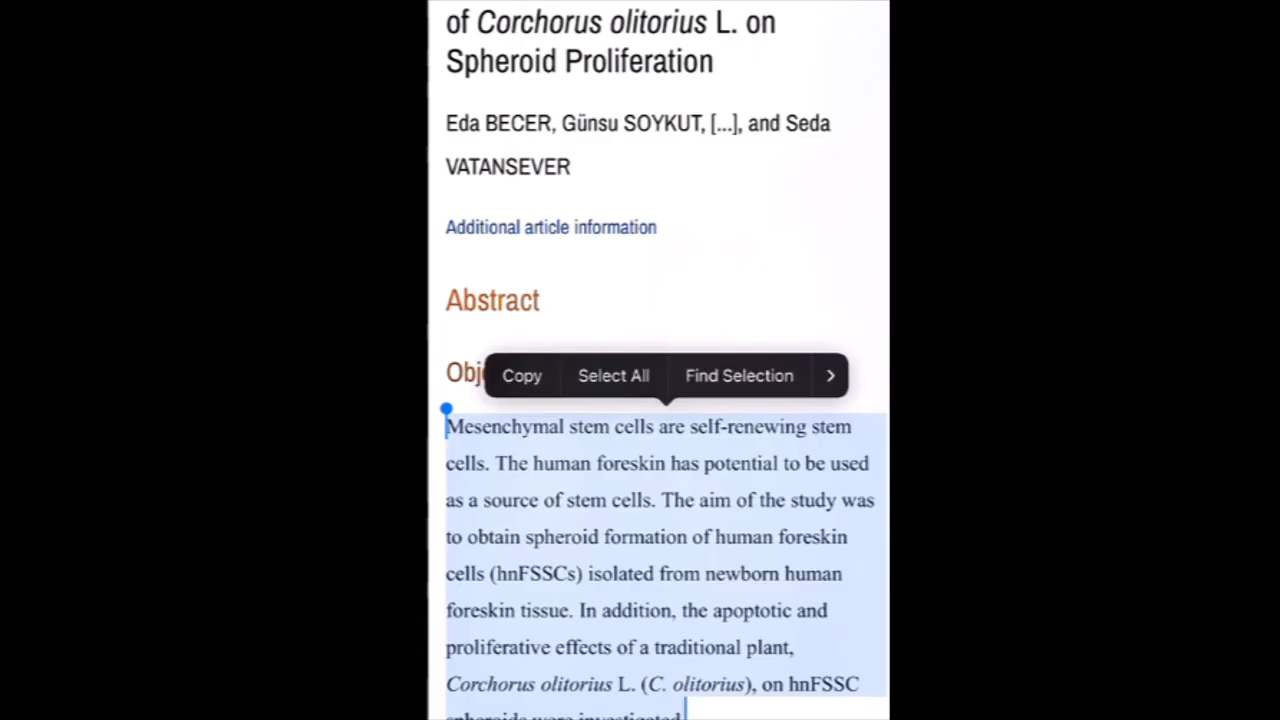 of Corchorus olitorius L. on
Spheroid Proliferation
Eda BECER, Günsu SOYKUT, [...], and Seda
VATANSEVER
Additional article information
Abstract
Obj
Copy Select All Find Selection
Mesenchymal stem cells are self-renewing stem
cells. The human foreskin has potential to be used
as a source of stem cells. The aim of the study was
to obtain spheroid formation of human foreskin
cells (hnFSSCs) isolated from newborn human
foreskin tissue. In addition, the apoptotic and
proliferative effects of a traditional plant,
Corchorus olitorius L. (C. olitorius), on hnFSSC
spheroids were investigated.